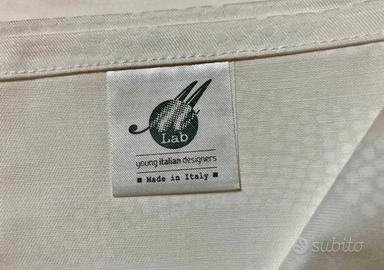 M
Lab
young italian designers
■ Made in Italy ■
subito